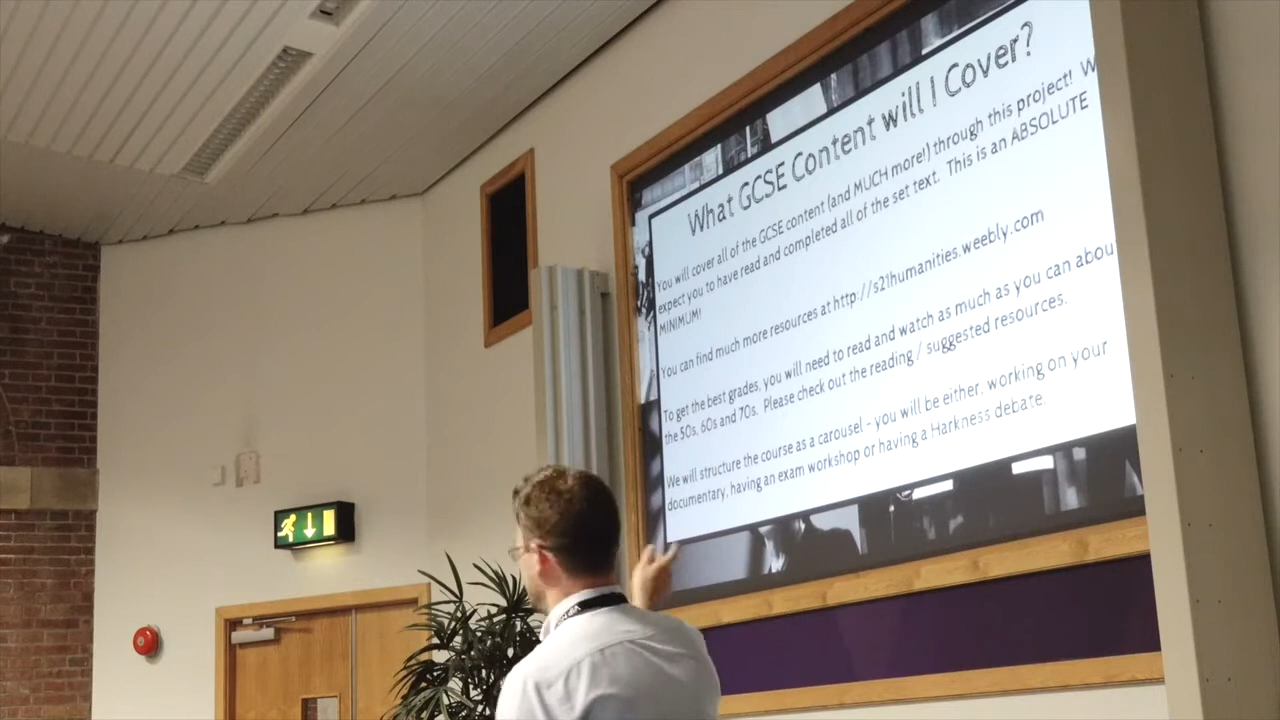 What GCSE Content will I Cover?
You will cover all of the GCSE content (and MUCH more!) through this project! W
expect you to have read and completed all of the set text. This is an ABSOLUTE
MINIMUM!
You can find much more resources at http://s21humanities.weebly.com
To get the best grades, you will need to read and watch as much as you can abou
the 50s, 60s and 70s. Please check out the reading / suggested resources.
We will structure the course as a carousel - you will be either, working on your
documentary, having an exam workshop or having a Harkness debate.